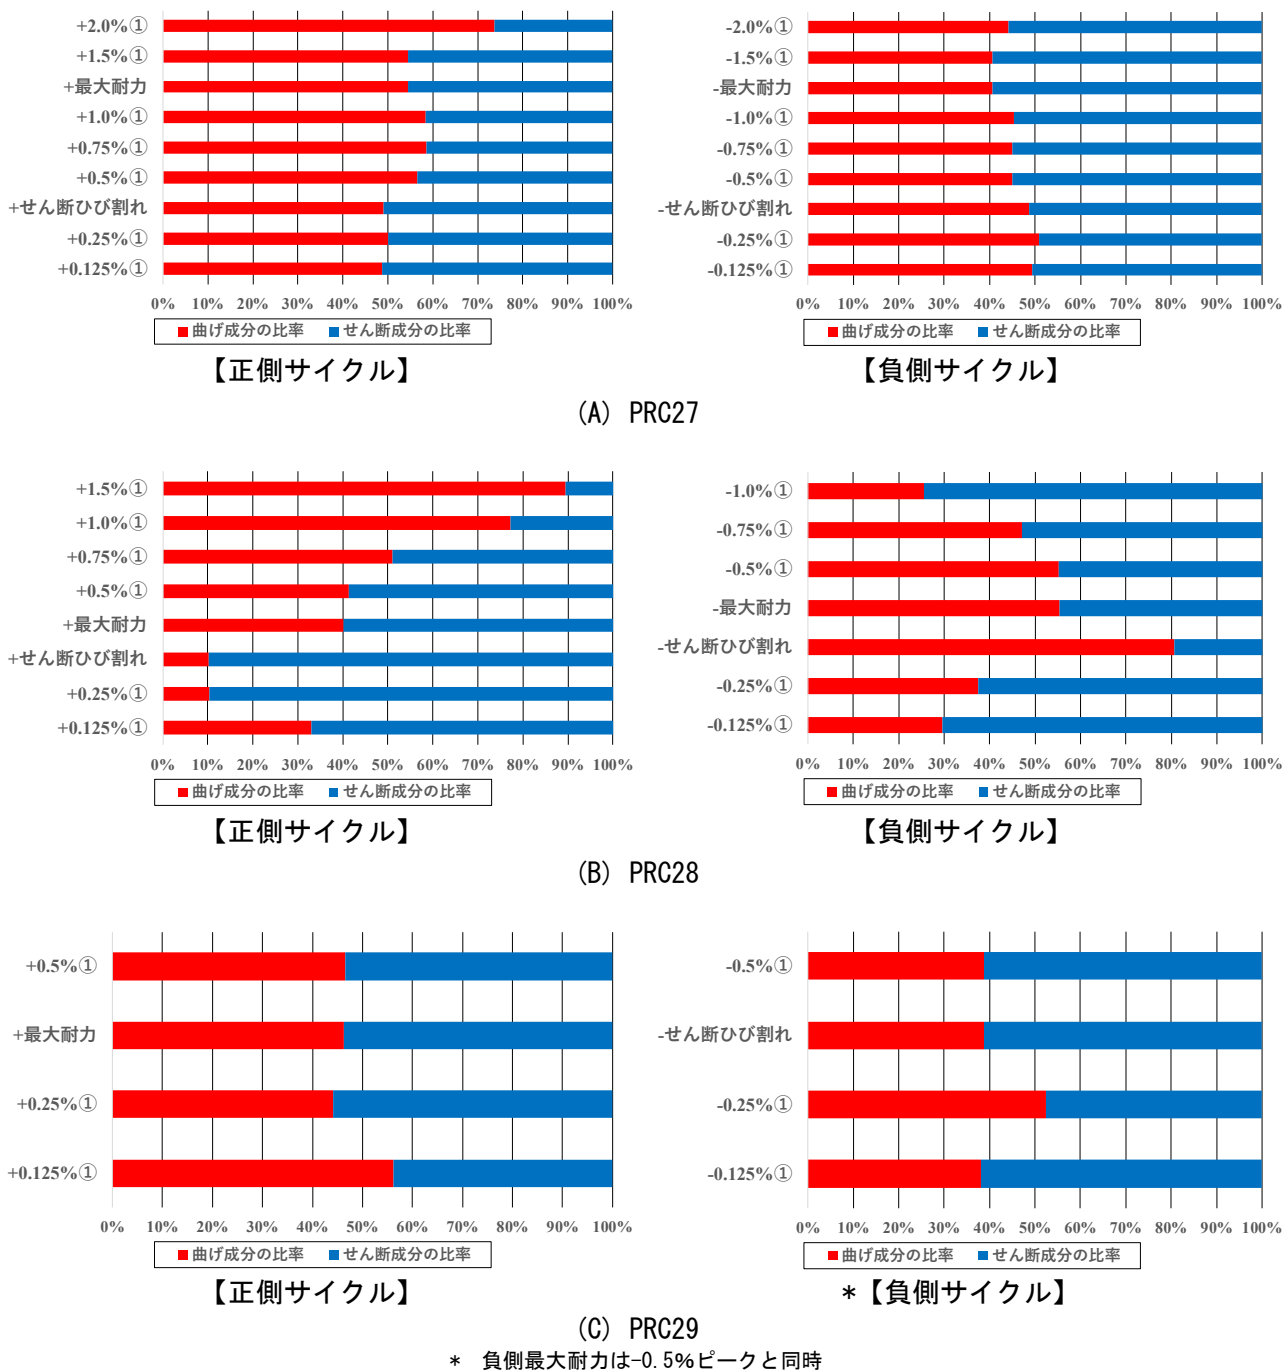 +2.0%①
+1.5%①
+最大耐力
+1.0%①
+0.75%①
+0.5%①
+せん断ひび割れ
+0.25%①
+0.125%①
0% 10% 20% 30% 40% 50% 60% 70% 80% 90% 100%
■曲げ成分の比率 ■せん断成分の比率
【正側サイクル】
-2.0%①
-1.5%①
-最大耐力
-1.0%①
-0.75%①
-0.5%①
-せん断ひび割れ
-0.25%①
-0.125%①
0% 10% 20% 30% 40% 50% 60% 70% 80% 90% 100%
■曲げ成分の比率 ■せん断成分の比率
【負側サイクル】
(A) PRC27
+1.5%①
+1.0%①
+0.75%①
+0.5%①
+最大耐力
+せん断ひび割れ
+0.25%①
+0.125%①
0% 10% 20% 30% 40% 50% 60% 70% 80% 90% 100%
■曲げ成分の比率 ■せん断成分の比率
【正側サイクル】
-1.0%①
-0.75%①
-0.5%①
-最大耐力
-せん断ひび割れ
-0.25%①
-0.125%①
0% 10% 20% 30% 40% 50% 60% 70% 80% 90% 100%
■曲げ成分の比率 ■せん断成分の比率
【負側サイクル】
(B) PRC28
+0.5%①
+最大耐力
+0.25%①
+0.125%①
0% 10% 20% 30% 40% 50% 60% 70% 80% 90% 100%
■曲げ成分の比率 ■せん断成分の比率
【正側サイクル】
-0.5%①
-せん断ひび割れ
-0.25%①
-0.125%①
0% 10% 20% 30% 40% 50% 60% 70% 80% 90% 100%
■曲げ成分の比率 ■せん断成分の比率
*【負側サイクル】
(C) PRC29
* 負側最大耐力は-0.5%ピークと同時